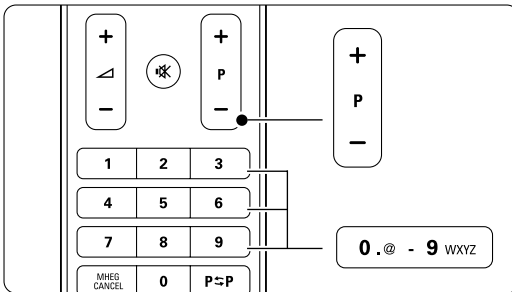 + + +
P P
− − −
1 2 3
4 5 6
7 8 9
0 .@ - 9 WXYZ
MHEG CANCEL 0 P⇆P